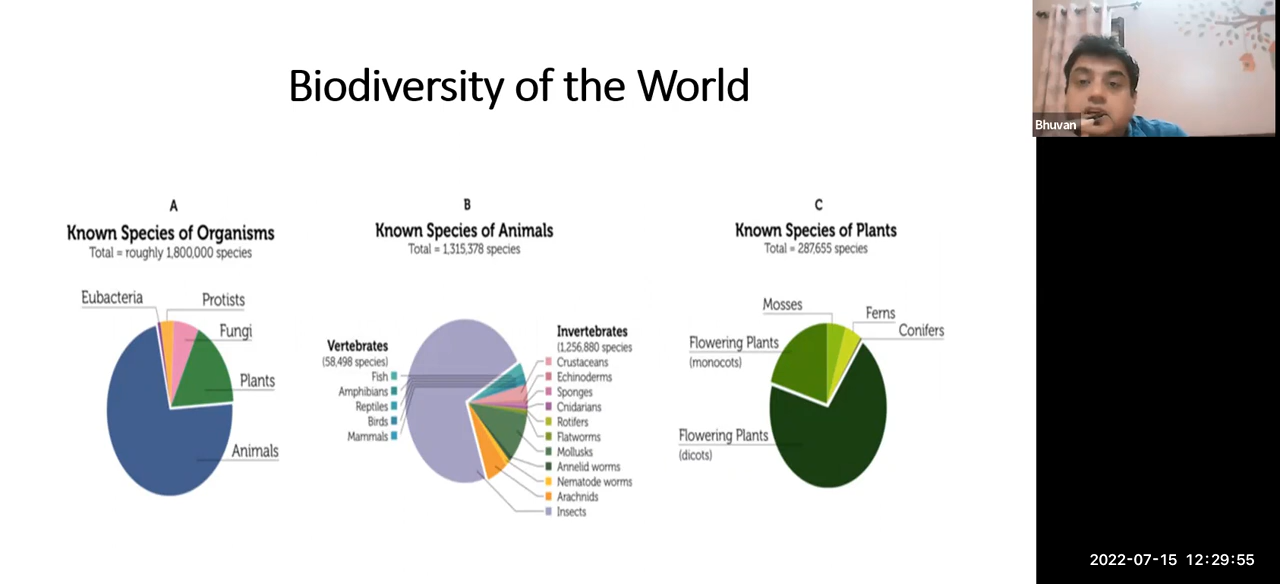 Biodiversity of the World
Bhuvan
A
Known Species of Organisms
Total = roughly 1,800,000 species
Eubacteria
Protists
Fungi
Plants
Animals
B
Known Species of Animals
Total = 1,315,378 species
Vertebrates
(58,498 species)
Fish
Amphibians
Reptiles
Birds
Mammals
Invertebrates
(1,256,880 species
Crustaceans
Echinoderms
Sponges
Cnidarians
Rotifers
Flatworms
Mollusks
Annelid worms
Nematode worms
Arachnids
Insects
C
Known Species of Plants
Total = 287,655 species
Mosses
Ferns
Conifers
Flowering Plants
(monocots)
Flowering Plants
(dicots)
2022-07-15 12:29:55